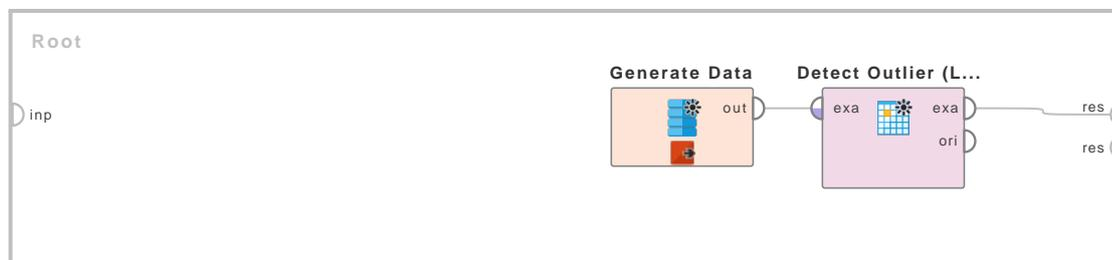 Root
Generate Data
Detect Outlier (L...
inp
out
exa
exa
res
ori
res